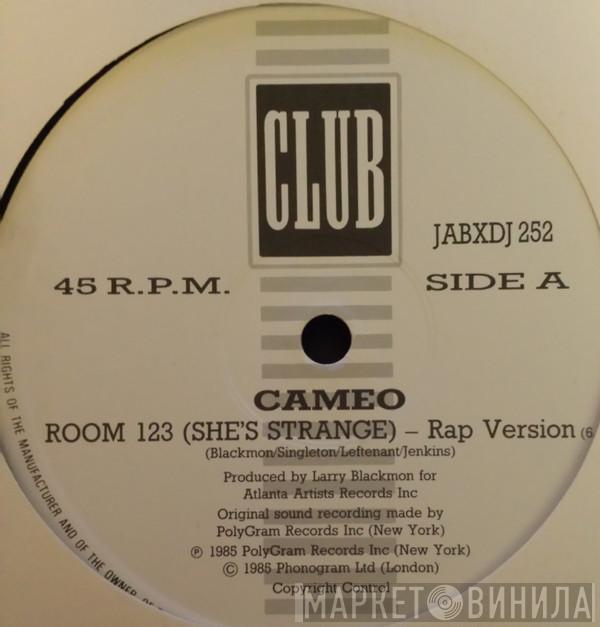 CLUB
JABXDJ 252
45 R.P.M.
SIDE A
CAMEO
ROOM 123 (SHE'S STRANGE) – Rap Version (6
(Blackmon/Singleton/Leftenant/Jenkins)
Produced by Larry Blackmon for
Atlanta Artists Records Inc
Original sound recording made by
PolyGram Records Inc (New York)
℗ 1985 PolyGram Records Inc (New York)
© 1985 Phonogram Ltd (London)
Copyright Control
ALL RIGHTS OF THE MANUFACTURER AND OF THE OWNER
МАРКЕТ ВИНИЛА